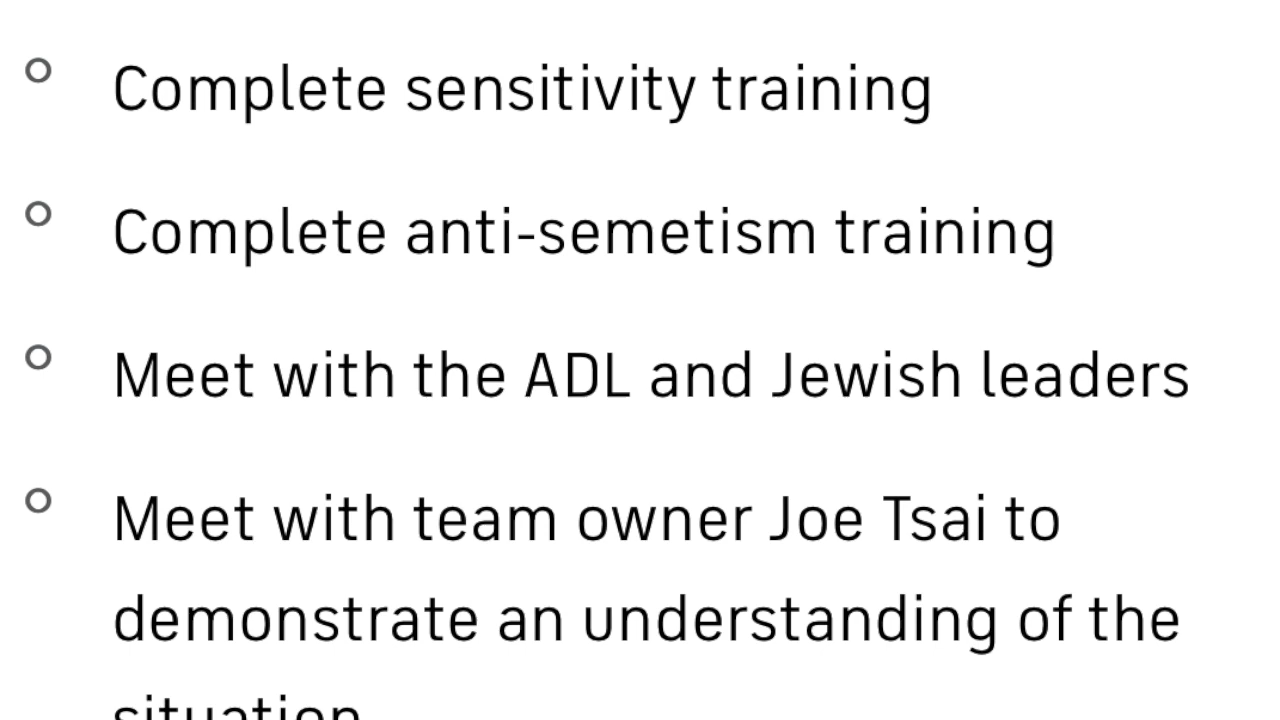 Complete sensitivity training
Complete anti-semetism training
Meet with the ADL and Jewish leaders
Meet with team owner Joe Tsai to
demonstrate an understanding of the
situation